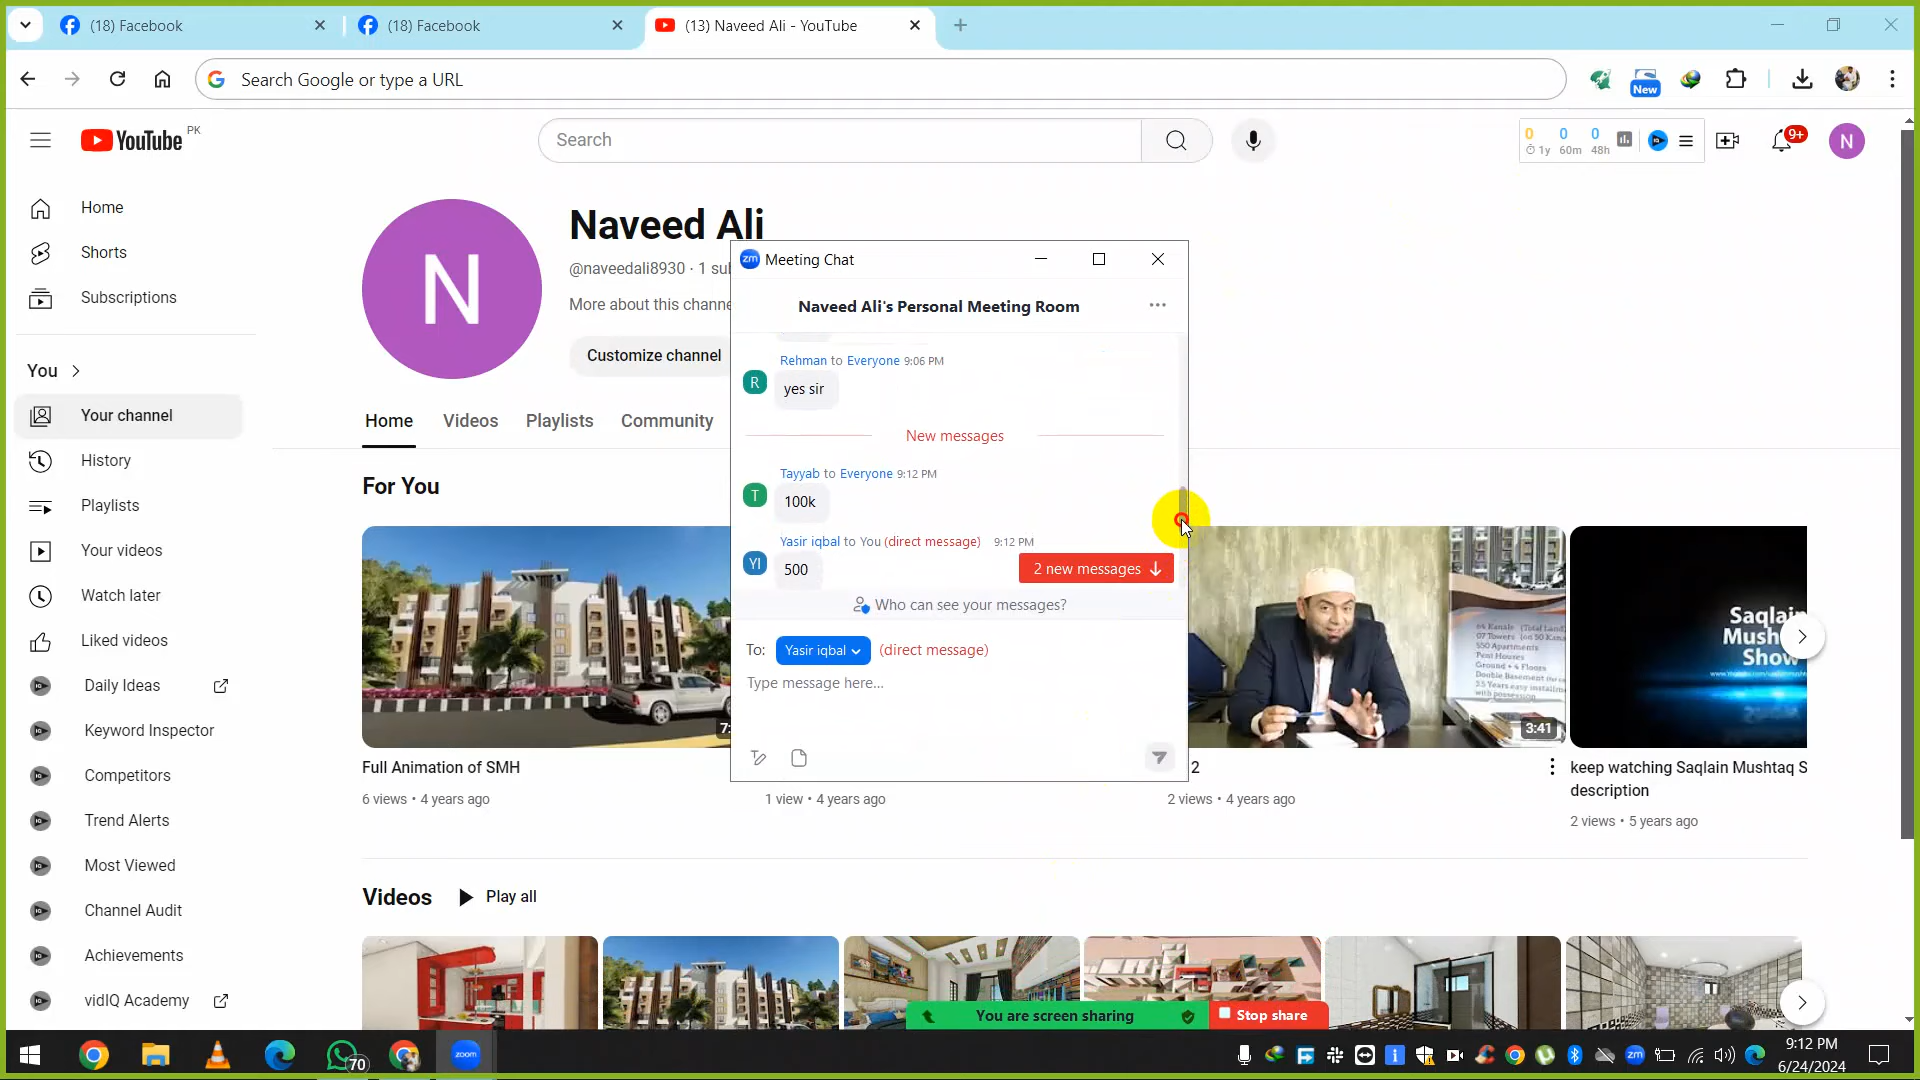 (18) Facebook
(18) Facebook
(13) Naveed Ali - YouTube
Search Google or type a URL
New
YouTube PK
Search
0 0 0
1y 60m 48h
9+
N
Home
Shorts
Subscriptions
You
Your channel
History
Playlists
Your videos
Watch later
Liked videos
Daily Ideas
Keyword Inspector
Competitors
Trend Alerts
Most Viewed
Channel Audit
Achievements
vidIQ Academy
N
Naveed Ali
@naveedali8930 · 1 su
More about this channe
Customize channel
Home Videos Playlists Community
For You
Full Animation of SMH
6 views • 4 years ago
1 view • 4 years ago
3:41
2
2 views • 4 years ago
Saqlain
Mush
Show
keep watching Saqlain Mushtaq S
description
2 views • 5 years ago
Videos Play all
zm Meeting Chat
Naveed Ali's Personal Meeting Room
Rehman to Everyone 9:06 PM
R yes sir
New messages
Tayyab to Everyone 9:12 PM
T 100k
Yasir iqbal to You (direct message) 9:12 PM
YI 500
2 new messages
Who can see your messages?
To: Yasir iqbal (direct message)
Type message here...
You are screen sharing
Stop share
70
zoom
zm
9:12 PM
6/24/2024